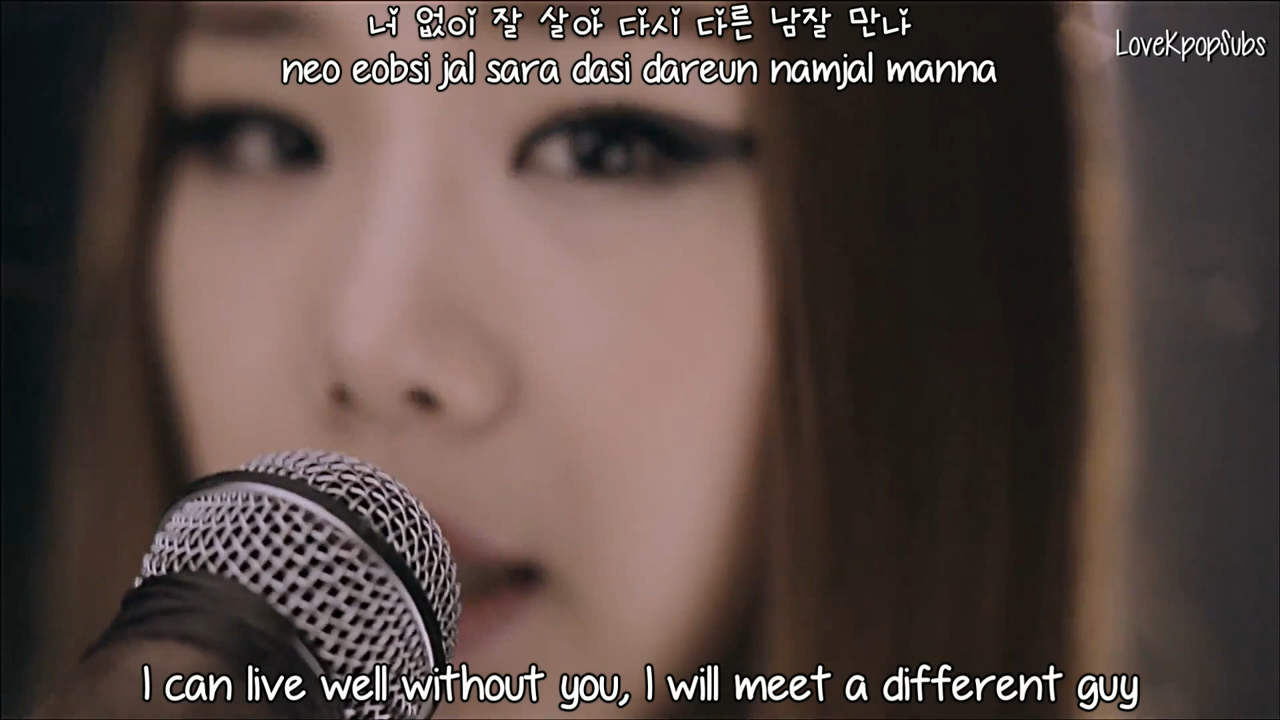 너 없이 잘 살아 다시 다른 남잘 만나
LoveKpopSubs
neo eobsi jal sara dasi dareun namjal manna
I can live well without you, I will meet a different guy